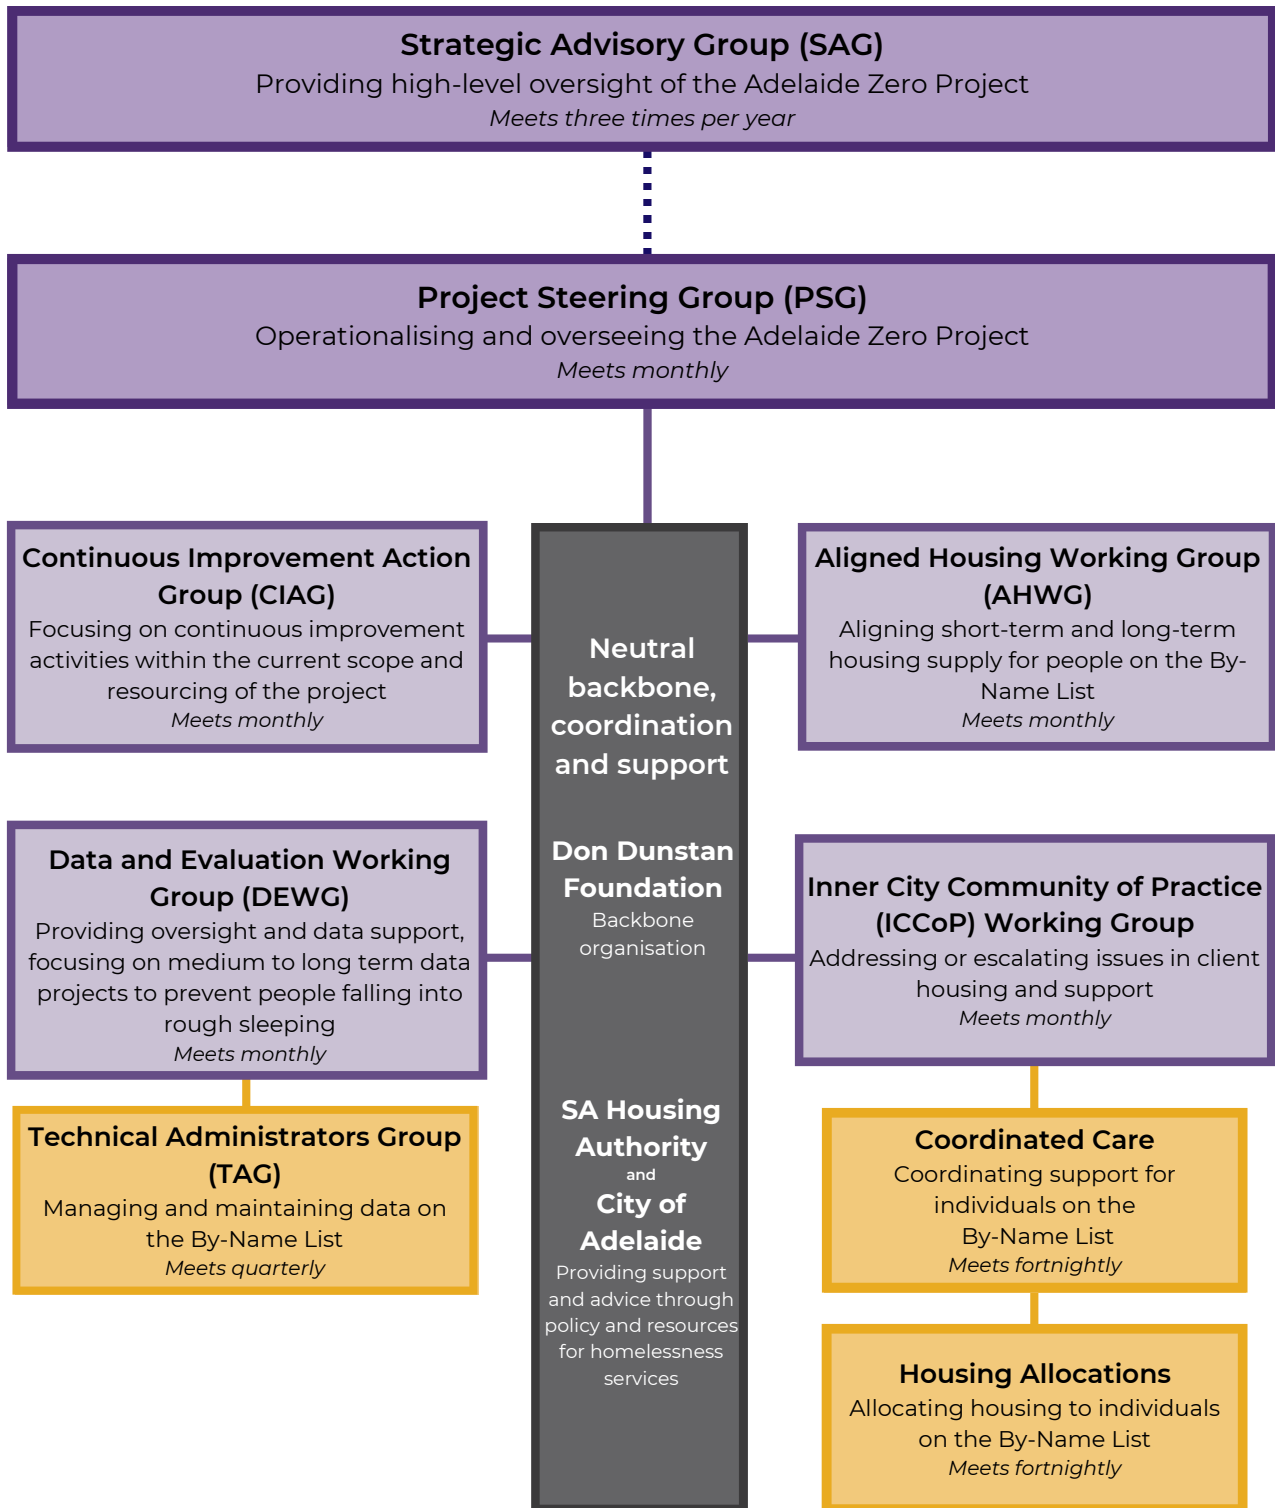 Strategic Advisory Group (SAG)
Providing high-level oversight of the Adelaide Zero Project
Meets three times per year
Project Steering Group (PSG)
Operationalising and overseeing the Adelaide Zero Project
Meets monthly
Continuous Improvement Action
Group (CIAG)
Focusing on continuous improvement
activities within the current scope and
resourcing of the project
Meets monthly
Aligned Housing Working Group
(AHWG)
Aligning short-term and long-term
housing supply for people on the By-
Name List
Meets monthly
Neutral
backbone,
coordination
and support
Don Dunstan
Foundation
Backbone
organisation
SA Housing
Authority
and
City of
Adelaide
Providing support
and advice through
policy and resources
for homelessness
services
Data and Evaluation Working
Group (DEWG)
Providing oversight and data support,
focusing on medium to long term data
projects to prevent people falling into
rough sleeping
Meets monthly
Inner City Community of Practice
(ICCoP) Working Group
Addressing or escalating issues in client
housing and support
Meets monthly
Technical Administrators Group
(TAG)
Managing and maintaining data on
the By-Name List
Meets quarterly
Coordinated Care
Coordinating support for
individuals on the
By-Name List
Meets fortnightly
Housing Allocations
Allocating housing to individuals
on the By-Name List
Meets fortnightly